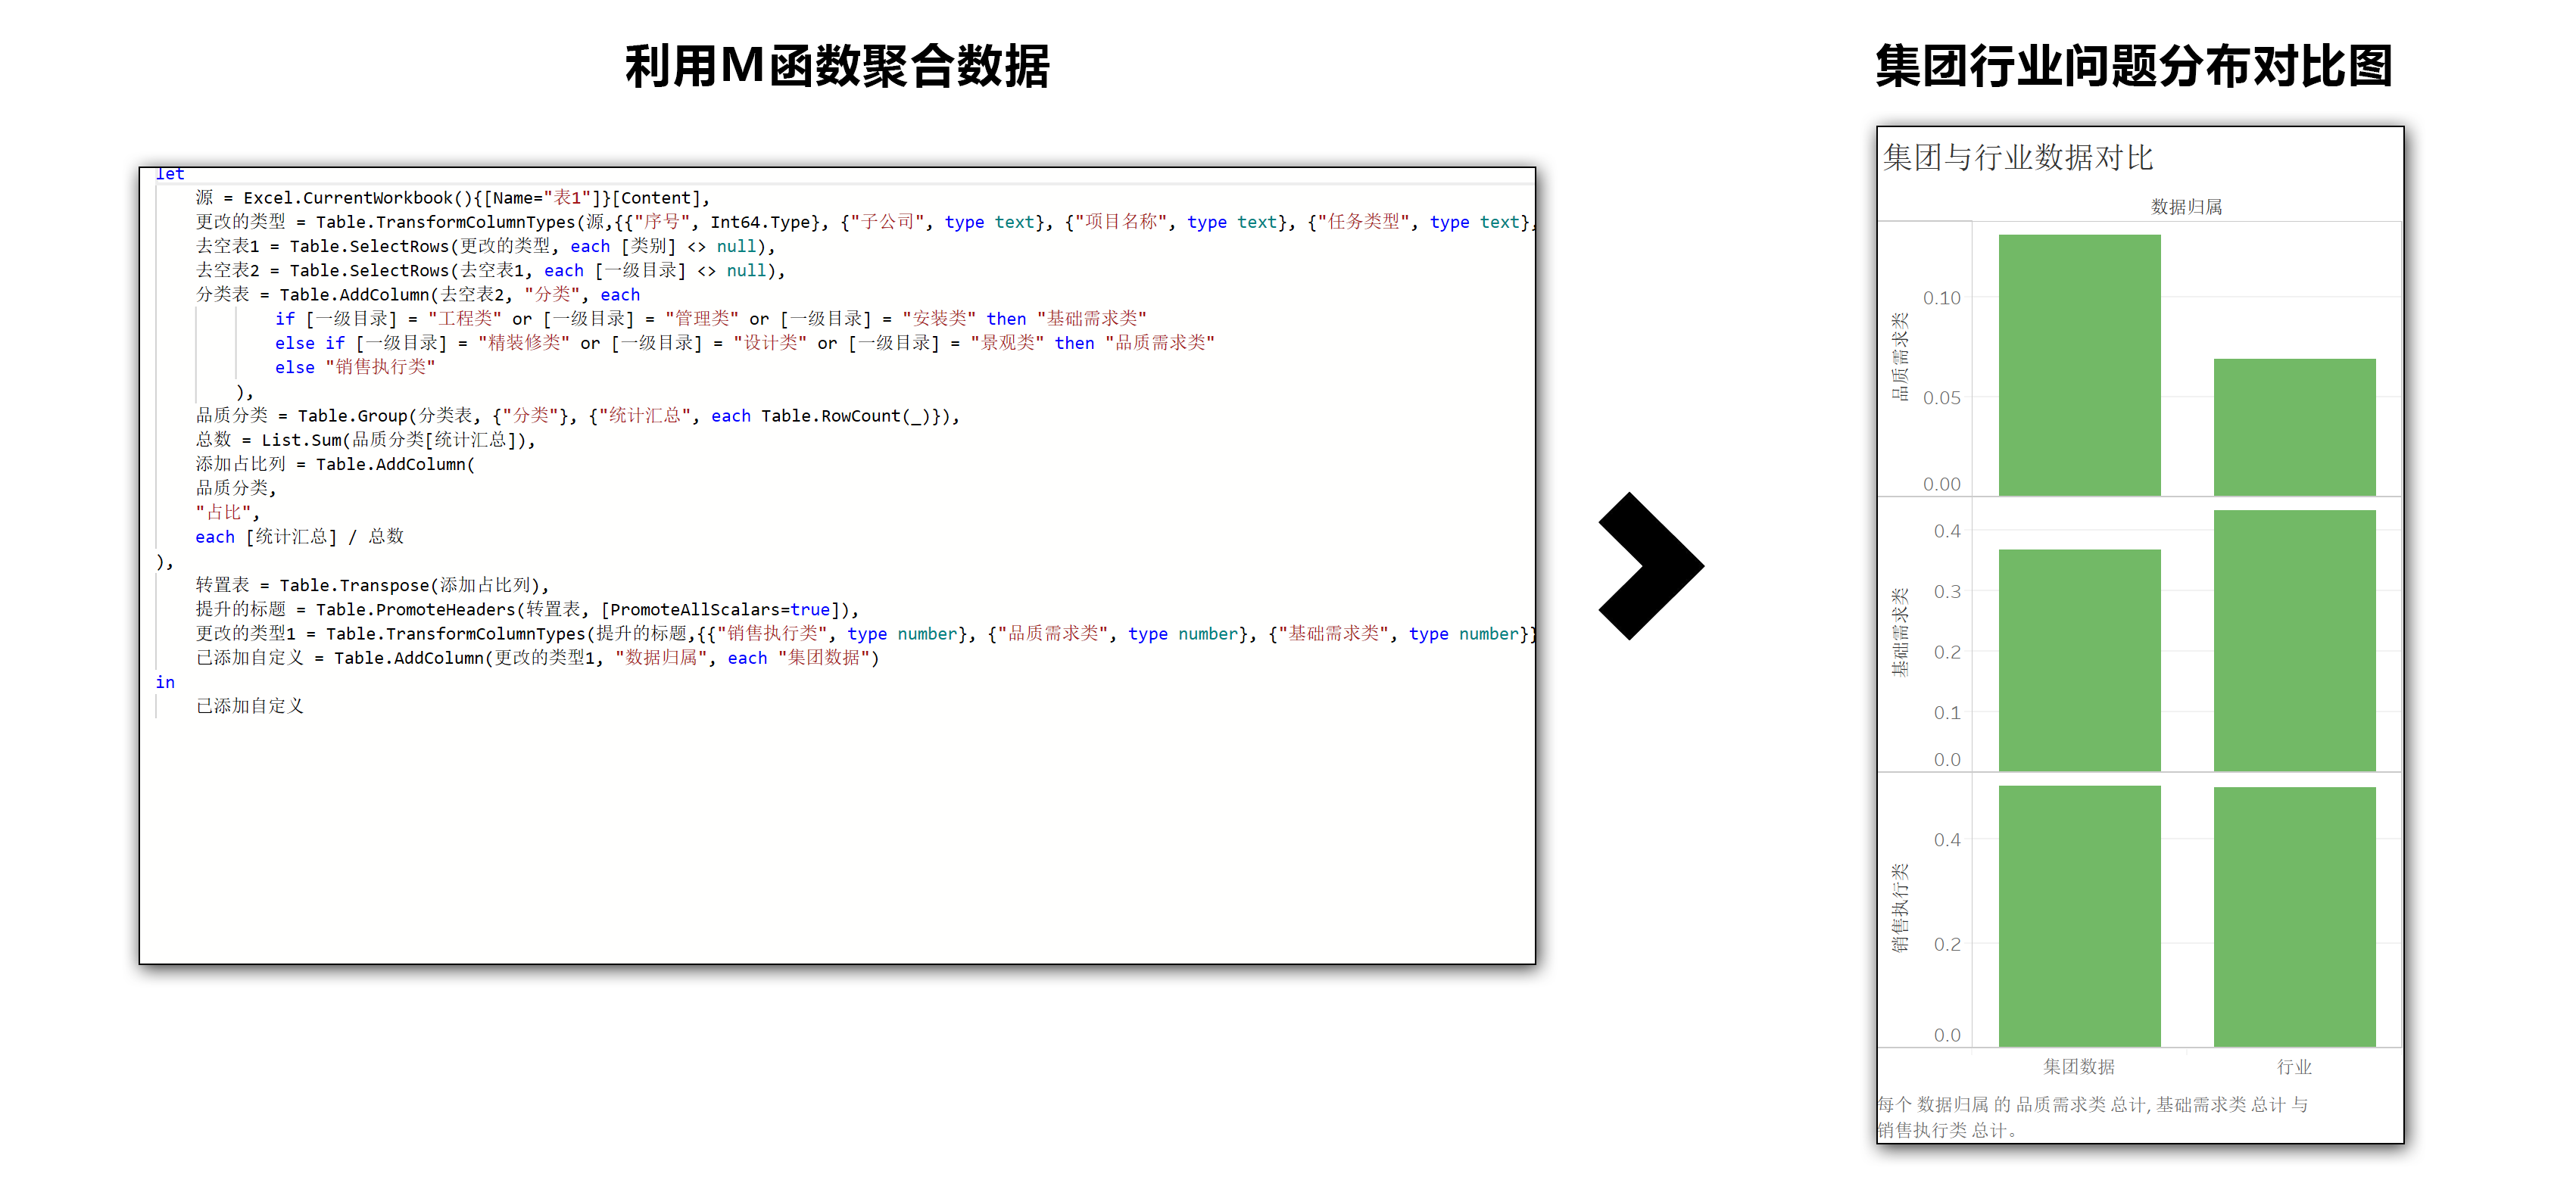 利用M函数聚合数据
let
源 = Excel.CurrentWorkbook(){[Name="表1"]}[Content],
更改的类型 = Table.TransformColumnTypes(源,{{"序号", Int64.Type}, {"子公司", type text}, {"项目名称", type text}, {"任务类型", type text},
去空表1 = Table.SelectRows(更改的类型, each [类别] <> null),
去空表2 = Table.SelectRows(去空表1, each [一级目录] <> null),
分类表 = Table.AddColumn(去空表2, "分类", each
if [一级目录] = "工程类" or [一级目录] = "管理类" or [一级目录] = "安装类" then "基础需求类"
else if [一级目录] = "精装修类" or [一级目录] = "设计类" or [一级目录] = "景观类" then "品质需求类"
else "销售执行类"
),
品质分类 = Table.Group(分类表, {"分类"}, {"统计汇总", each Table.RowCount(_)}),
总数 = List.Sum(品质分类[统计汇总]),
添加占比列 = Table.AddColumn(
品质分类,
"占比",
each [统计汇总] / 总数
),
转置表 = Table.Transpose(添加占比列),
提升的标题 = Table.PromoteHeaders(转置表, [PromoteAllScalars=true]),
更改的类型1 = Table.TransformColumnTypes(提升的标题,{{"销售执行类", type number}, {"品质需求类", type number}, {"基础需求类", type number}}
已添加自定义 = Table.AddColumn(更改的类型1, "数据归属", each "集团数据")
in
已添加自定义
集团行业问题分布对比图
集团与行业数据对比
数据归属
品质需求类
0.10
0.05
0.00
基础需求类
0.4
0.3
0.2
0.1
0.0
销售执行类
0.4
0.2
0.0
集团数据
行业
每个 数据归属 的 品质需求类 总计, 基础需求类 总计 与
销售执行类 总计。